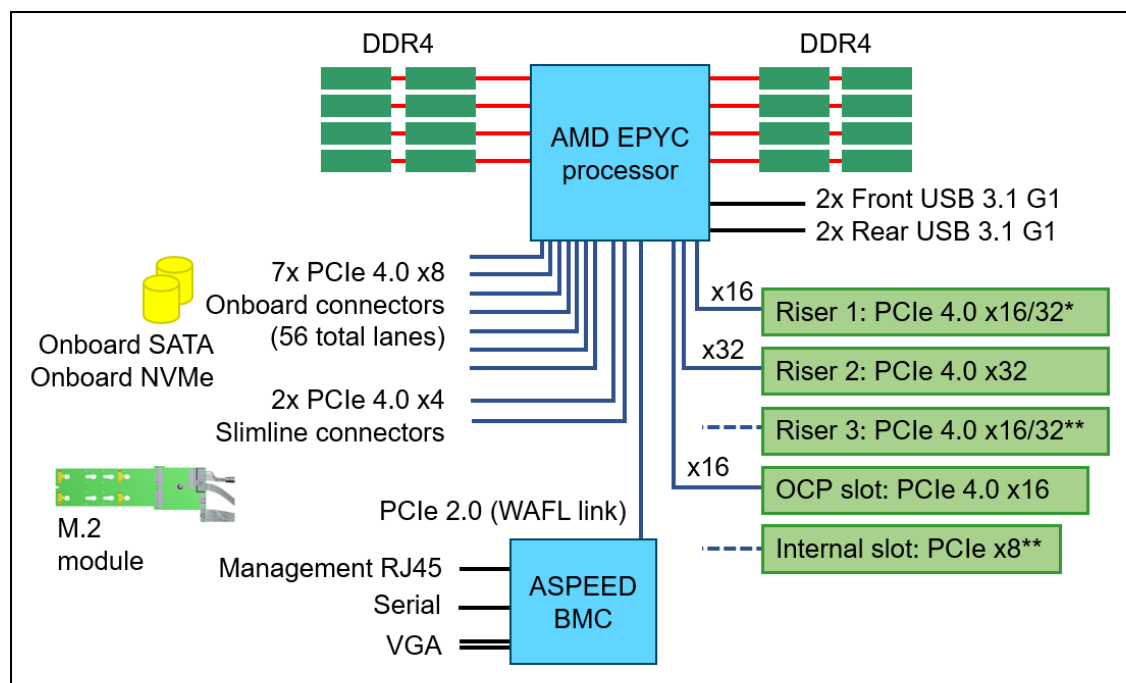 DDR4
DDR4
AMD EPYC
processor
2x Front USB 3.1 G1
2x Rear USB 3.1 G1
7x PCIe 4.0 x8
Onboard connectors
(56 total lanes)
Onboard SATA
Onboard NVMe
2x PCIe 4.0 x4
Slimline connectors
x16
Riser 1: PCIe 4.0 x16/32*
x32
Riser 2: PCIe 4.0 x32
Riser 3: PCIe 4.0 x16/32**
x16
OCP slot: PCIe 4.0 x16
Internal slot: PCIe x8**
M.2
module
PCIe 2.0 (WAFL link)
Management RJ45
Serial
VGA
ASPEED
BMC